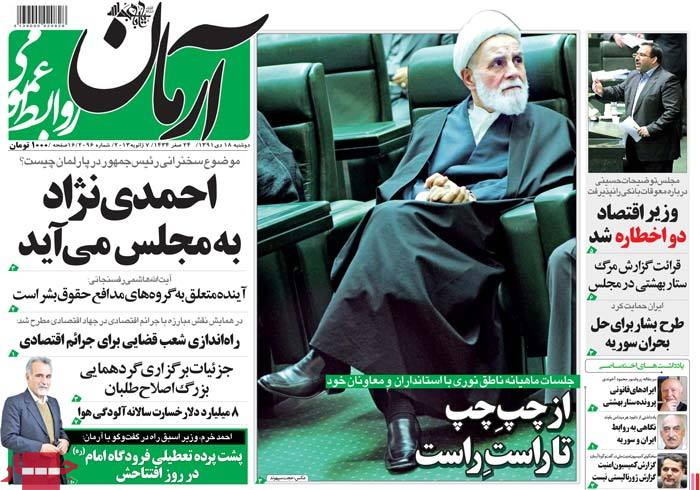 آرمان
روابط عمومی
دوشنبه ۱۸ دی ۱۳۹۱/ ۲۴ صفر ۱۴۳۴/ ۷ ژانویه ۲۰۱۳/ شماره ۲۰۹۶/ ۱۶ صفحه/ ۱۰۰۰ تومان
موضوع سخنرانی رئیس‌جمهور در پارلمان چیست؟
احمدی‌نژاد
به مجلس می‌آید
آیت‌الله هاشمی رفسنجانی:
آینده متعلق به گروه‌های مدافع حقوق بشر است
در همایش نقش مبارزه با جرائم اقتصادی در جهاد اقتصادی مطرح شد:
راه‌اندازی شعب قضایی برای جرائم اقتصادی
جزئیات برگزاری گردهمایی
بزرگ اصلاح‌طلبان
۸ میلیارد دلار خسارت سالانه آلودگی هوا
احمد خرم، وزیر اسبق راه در گفت‌وگو با آرمان:
پشت پرده تعطیلی فرودگاه امام (ره)
در روز افتتاحش
جلسات ماهیانه ناطق نوری با استانداران و معاونان خود
از چپِ چپ
تا راستِ راست
مجلس توضیحات حسینی
درباره معوقات بانکی را نپذیرفت
وزیر اقتصاد
دو اخطاره شد
قرائت گزارش مرگ
ستار بهشتی در مجلس
ایران حمایت کرد
طرح بشار برای حل
بحران سوریه
یادداشت‌های اختصاصی
ایرادهای قانونی
پرونده ستار بهشتی
نگاهی به روابط
ایران و سوریه
گزارش کمیسیون امنیت
گزارش ژورنالیستی نیست